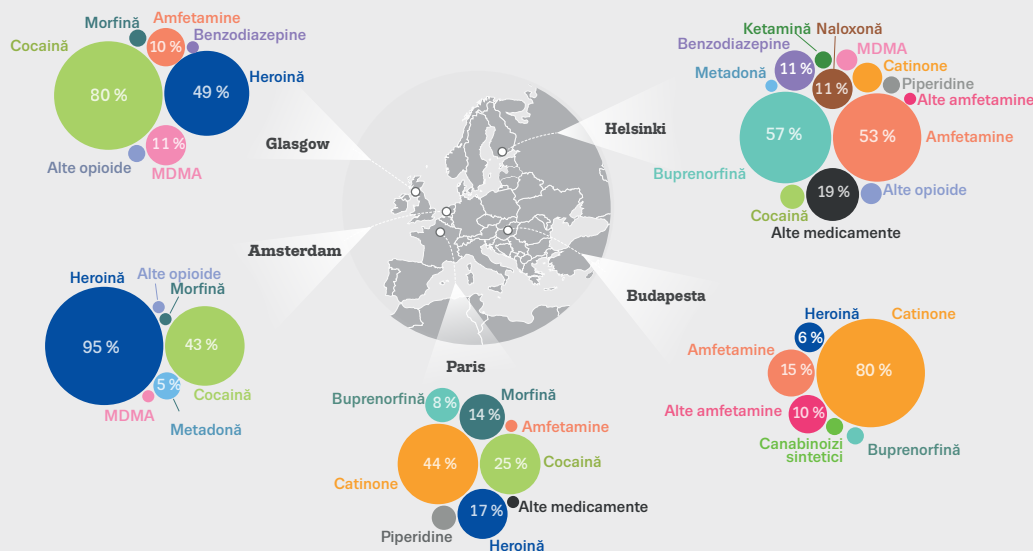 Glasgow
Morfină
Amfetamine
10 %
Benzodiazepine
Cocaină
80 %
Heroină
49 %
11 %
Alte opioide
MDMA
Helsinki
Ketamină
Naloxonă
Benzodiazepine
11 %
MDMA
Metadonă
Catinone
11 %
Piperidine
Alte amfetamine
57 %
53 %
Amfetamine
Buprenorfină
19 %
Alte opioide
Cocaină
Alte medicamente
Amsterdam
Heroină
Alte opioide
Morfină
95 %
43 %
5 %
Cocaină
MDMA
Metadonă
Paris
Buprenorfină
8 %
Morfină
14 %
Amfetamine
44 %
25 %
Cocaină
Catinone
17 %
Alte medicamente
Piperidine
Heroină
Budapesta
Heroină
Catinone
6 %
Amfetamine
15 %
80 %
Alte amfetamine
10 %
Canabinoizi
sintetici
Buprenorfină